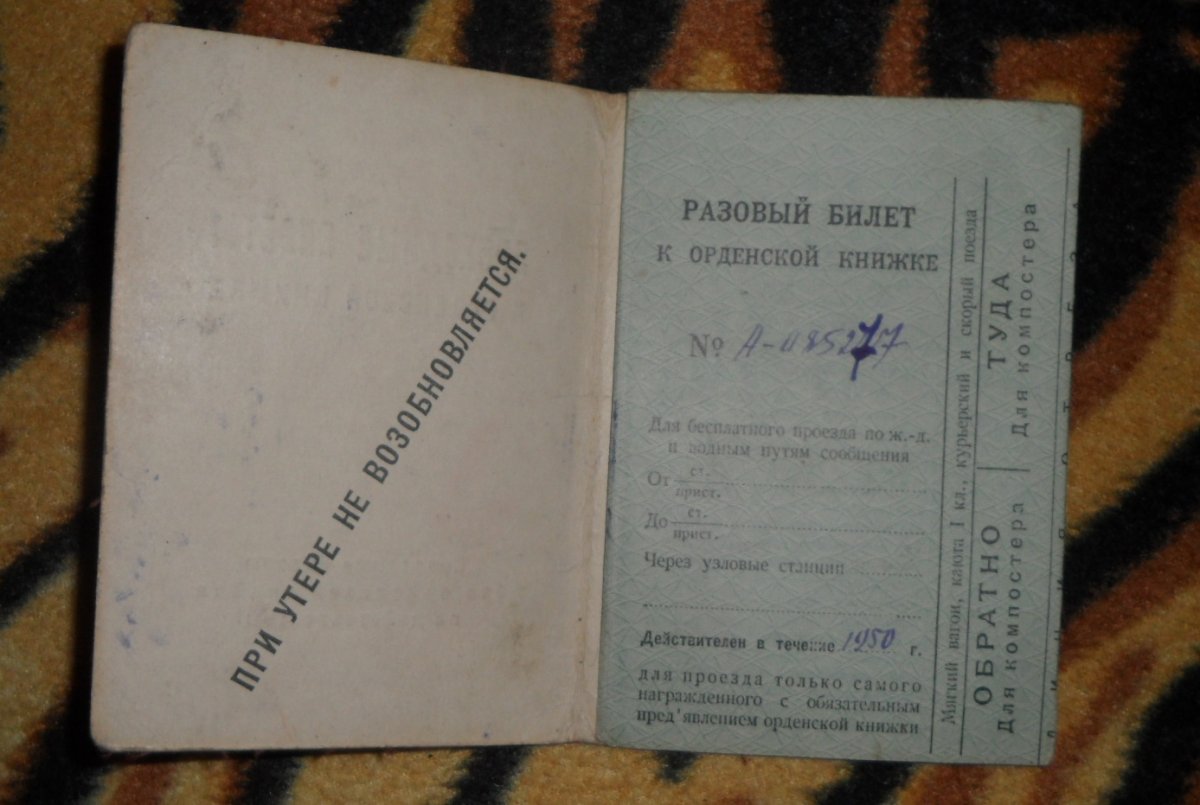 ПРИ УТЕРЕ НЕ ВОЗОБНОВЛЯЕТСЯ.
РАЗОВЫЙ БИЛЕТ
К ОРДЕНСКОЙ КНИЖКЕ
№ А-085277
Для бесплатного проезда по ж.-д.
и водным путям сообщения
От ст.
прист.
До ст.
прист.
Через узловые станции
Действителен в течение 1950 г.
для проезда только самого
награжденного с обязательным
пред'явлением орденской книжки
Мягкий вагон, каюта I кл., курьерский и скорый поезда
ОБРАТНО
Для компостера
ТУДА
Для компостера